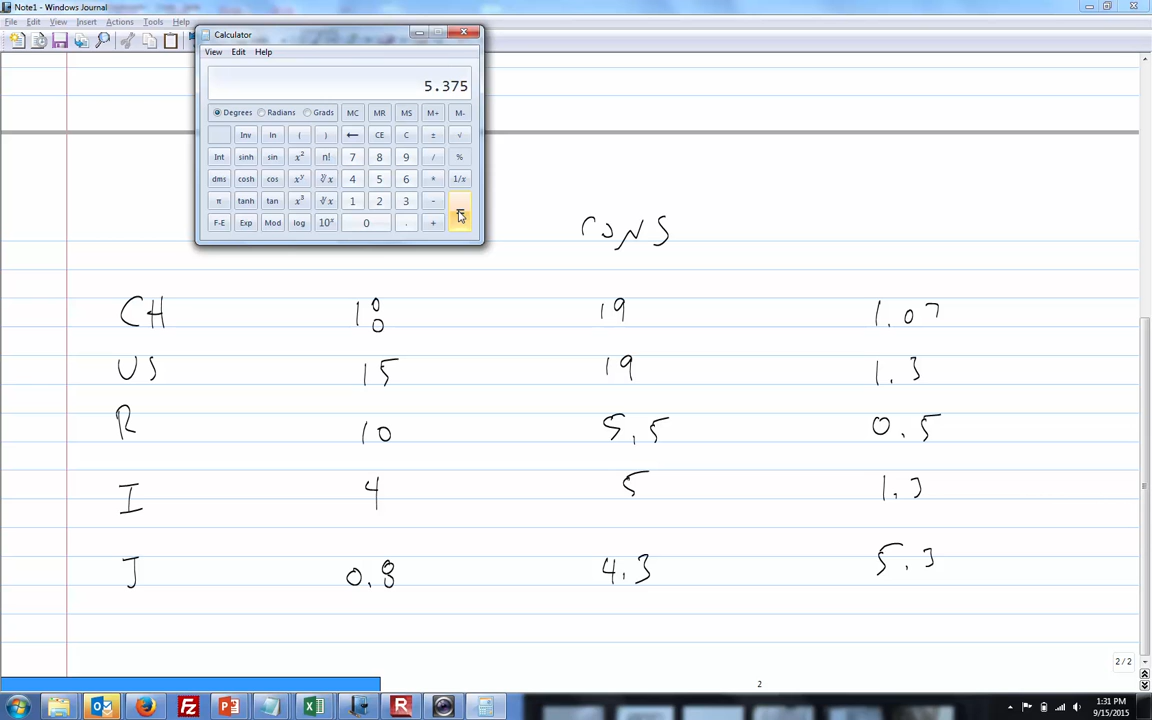 Note1 - Windows Journal
File Edit View Insert Actions Tools Help
Calculator
View Edit Help
5.375
Degrees Radians Grads MC MR MS M+ M-
Inv ln ( ) ← CE C ± √
Int sinh sin x² n! 7 8 9 / %
dms cosh cos xʸ ʸ√x 4 5 6 * 1/x
π tanh tan x³ ³√x 1 2 3 - =
F-E Exp Mod log 10ˣ 0 . +
CONS
CH 18 19 1.07
US 15 19 1.3
R 10 5.5 0.5
I 4 5 1.3
J 0.8 4.3 5.3
2 / 2
2
1:31 PM
9/15/2015